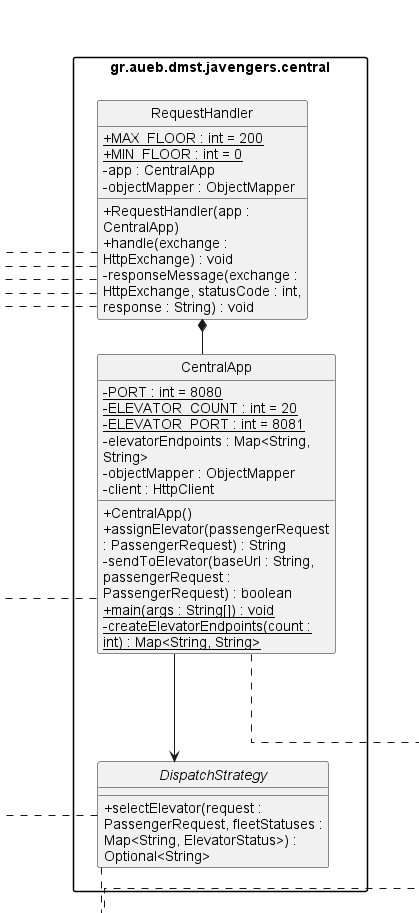 gr.aueb.dmst.javengers.central
RequestHandler
+MAX_FLOOR : int = 200
+MIN_FLOOR : int = 0
-app : CentralApp
-objectMapper : ObjectMapper
+RequestHandler(app :
CentralApp)
+handle(exchange :
HttpExchange) : void
-responseMessage(exchange :
HttpExchange, statusCode : int,
response : String) : void
CentralApp
-PORT : int = 8080
-ELEVATOR_COUNT : int = 20
-ELEVATOR_PORT : int = 8081
-elevatorEndpoints : Map<String,
String>
-objectMapper : ObjectMapper
-client : HttpClient
+CentralApp()
+assignElevator(passengerRequest
: PassengerRequest) : String
-sendToElevator(baseUrl : String,
passengerRequest :
PassengerRequest) : boolean
+main(args : String[]) : void
-createElevatorEndpoints(count :
int) : Map<String, String>
DispatchStrategy
+selectElevator(request :
PassengerRequest, fleetStatuses :
Map<String, ElevatorStatus>) :
Optional<String>